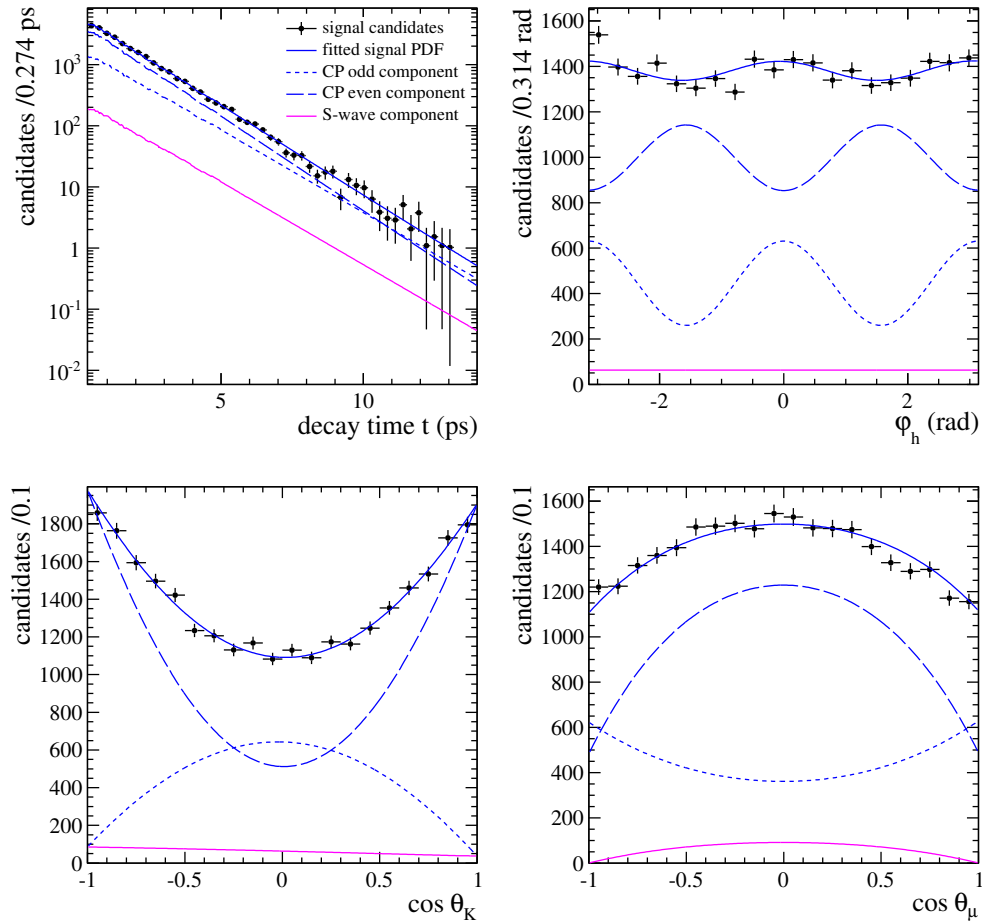 candidates /0.274 ps
10³
10²
10
1
10⁻¹
10⁻²
signal candidates
fitted signal PDF
CP odd component
CP even component
S-wave component
5 10
decay time t (ps)
candidates /0.314 rad
1600
1400
1200
1000
800
600
400
200
0
-2 0 2
φ_h (rad)
candidates /0.1
1800
1600
1400
1200
1000
800
600
400
200
0
-1 -0.5 0 0.5 1
cos θ_K
candidates /0.1
1600
1400
1200
1000
800
600
400
200
0
-1 -0.5 0 0.5 1
cos θ_μ